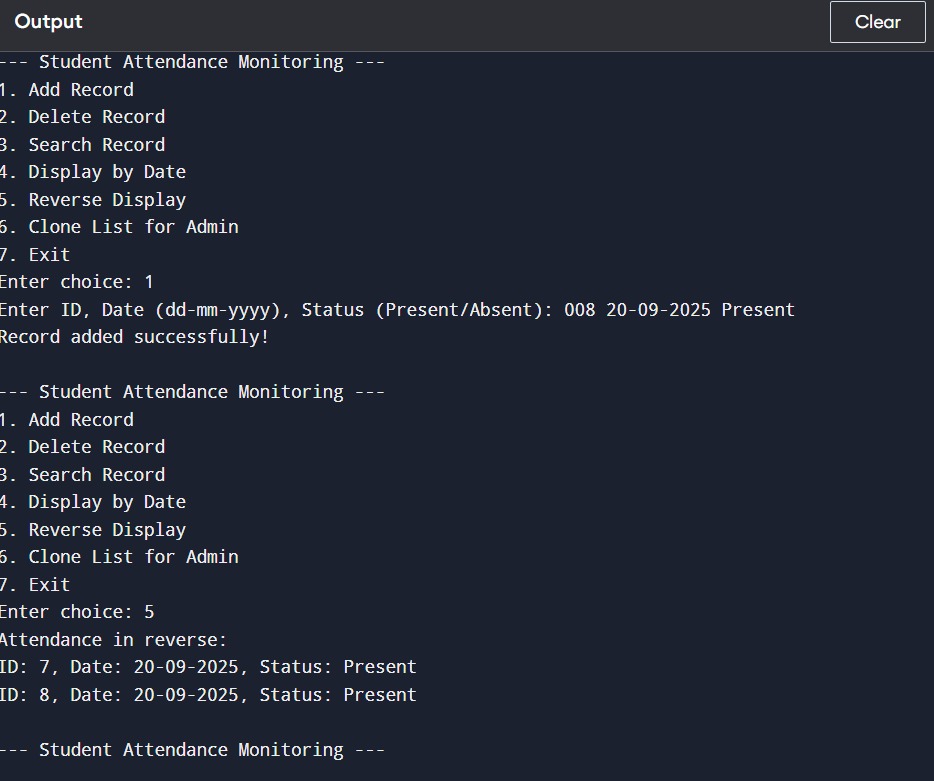 Output
Clear
--- Student Attendance Monitoring ---
1. Add Record
2. Delete Record
3. Search Record
4. Display by Date
5. Reverse Display
6. Clone List for Admin
7. Exit
Enter choice: 1
Enter ID, Date (dd-mm-yyyy), Status (Present/Absent): 008 20-09-2025 Present
Record added successfully!
--- Student Attendance Monitoring ---
1. Add Record
2. Delete Record
3. Search Record
4. Display by Date
5. Reverse Display
6. Clone List for Admin
7. Exit
Enter choice: 5
Attendance in reverse:
ID: 7, Date: 20-09-2025, Status: Present
ID: 8, Date: 20-09-2025, Status: Present
--- Student Attendance Monitoring ---